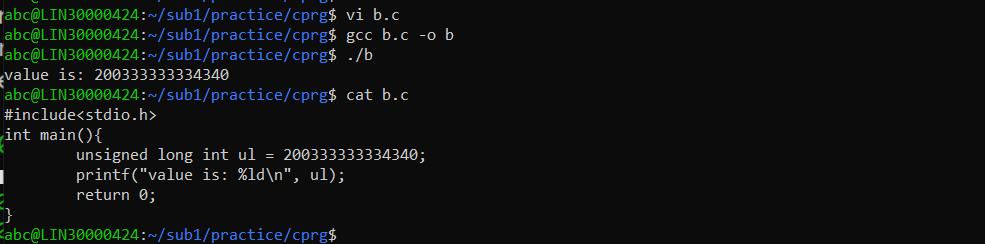 abc@LIN30000424:~/sub1/practice/cprg$ vi b.c
abc@LIN30000424:~/sub1/practice/cprg$ gcc b.c -o b
abc@LIN30000424:~/sub1/practice/cprg$ ./b
value is: 200333333334340
abc@LIN30000424:~/sub1/practice/cprg$ cat b.c
#include<stdio.h>
int main(){
        unsigned long int ul = 200333333334340;
        printf("value is: %ld\n", ul);
        return 0;
}
abc@LIN30000424:~/sub1/practice/cprg$